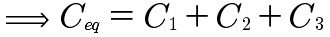 ⟹ C_eq = C_1 + C_2 + C_3